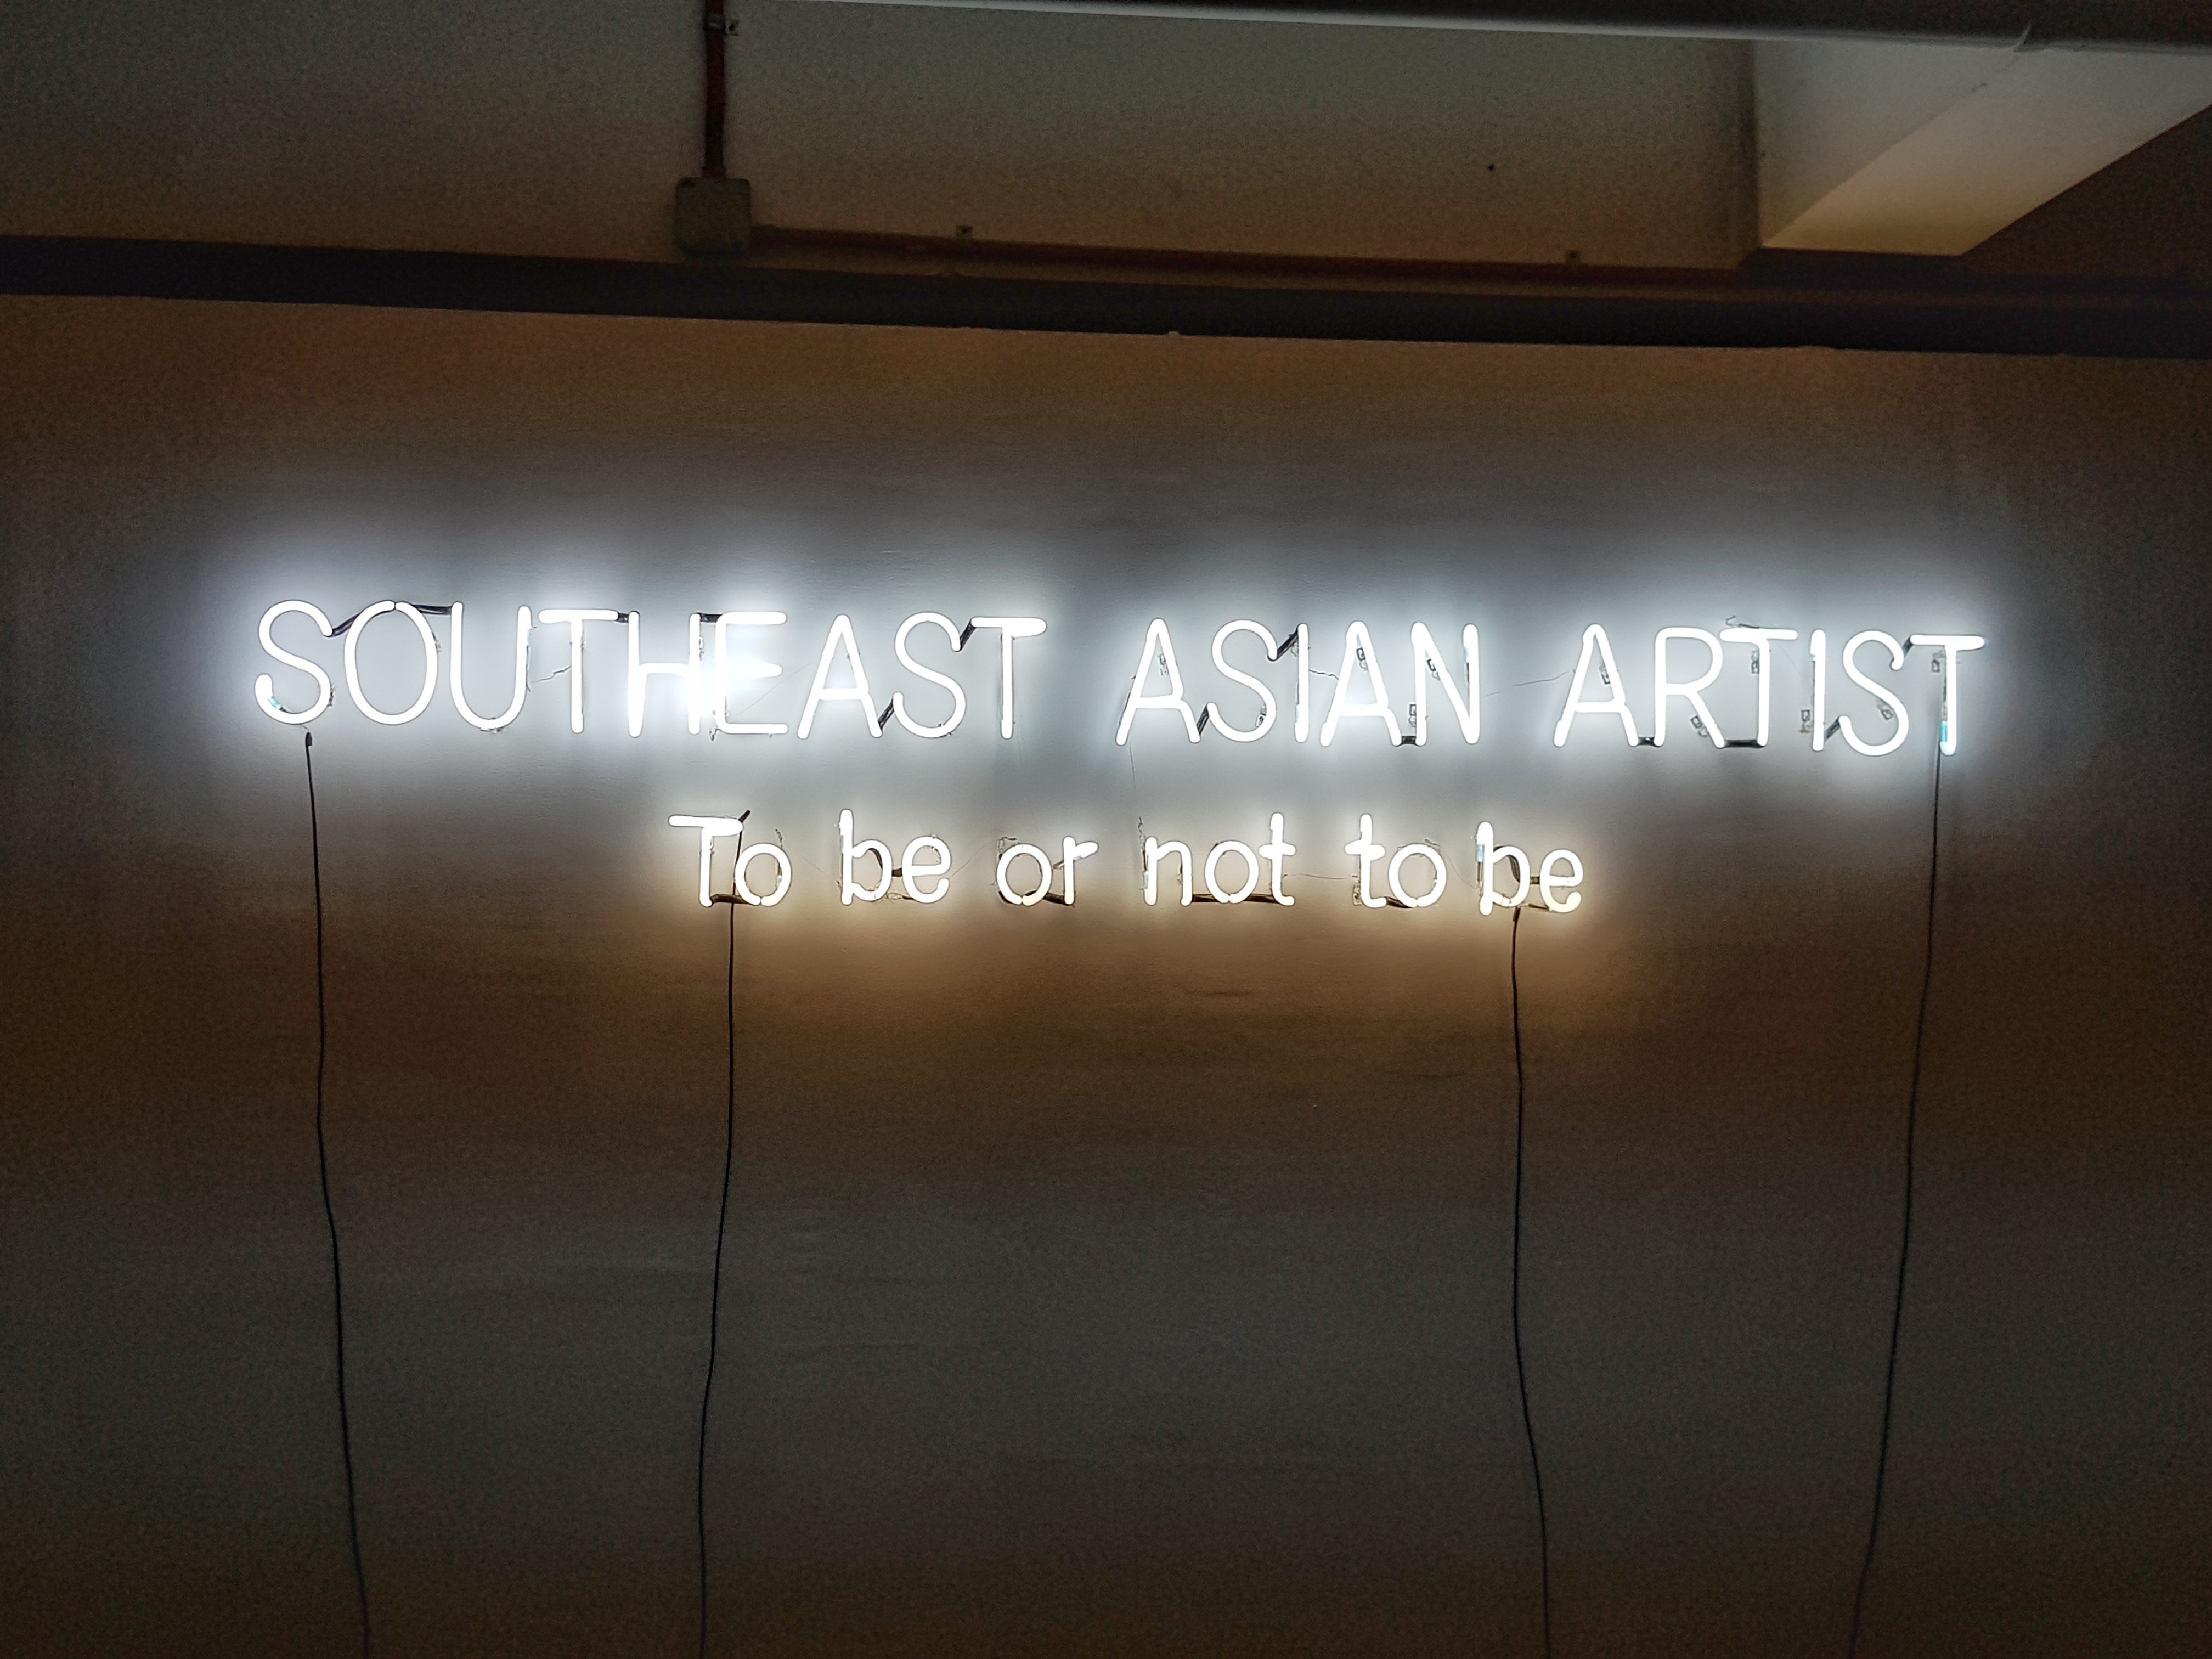 SOUTHEAST ASIAN ARTIST
To be or not to be